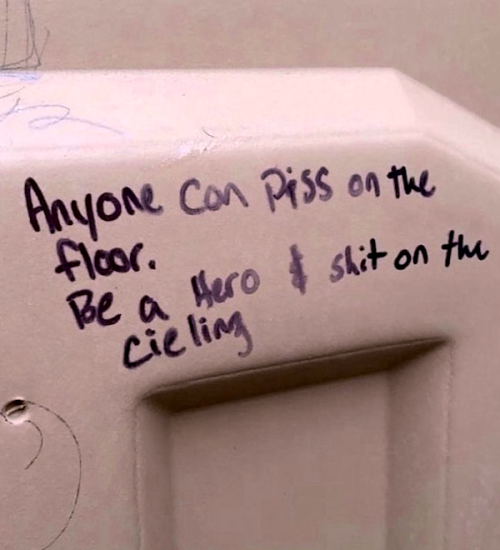 Anyone can Piss on the
floor.
Be a Hero & shit on the
cieling